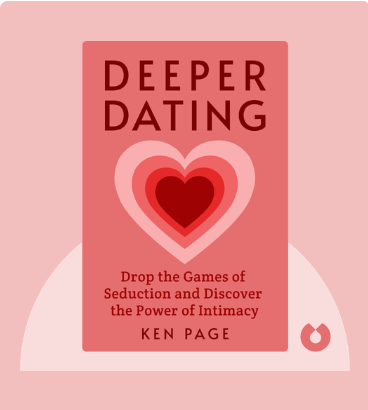 DEEPER
DATING
Drop the Games of
Seduction and Discover
the Power of Intimacy
KEN PAGE